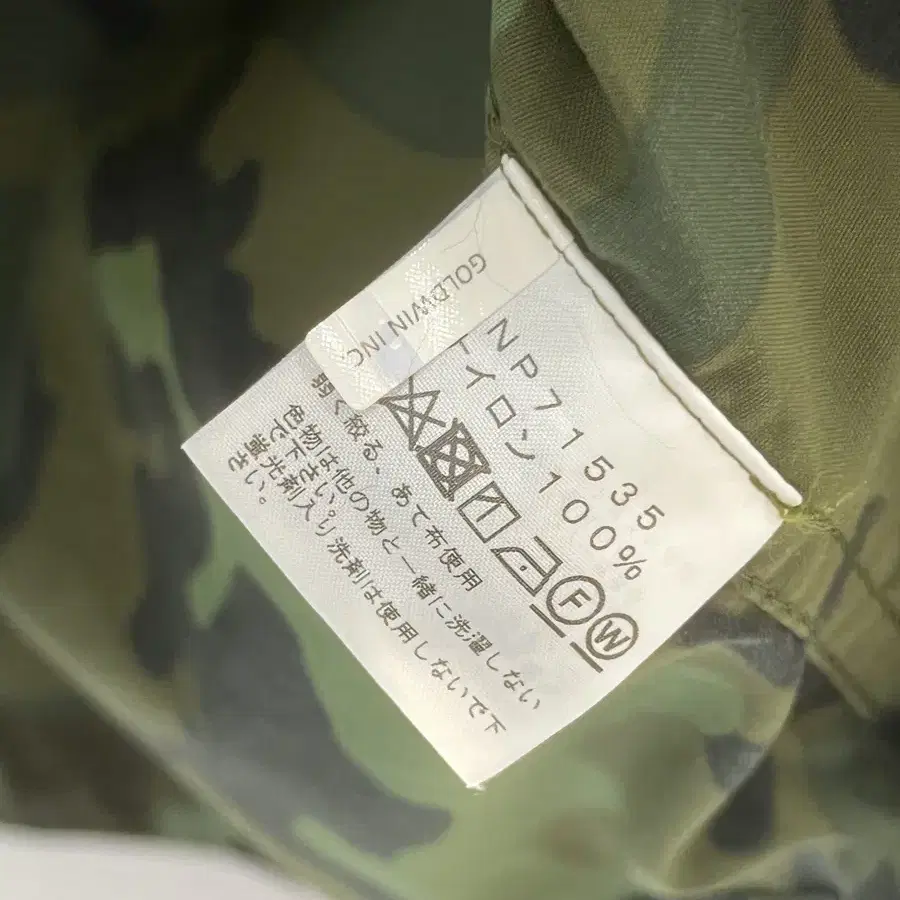 GOLDWIN INC.
NP71535
ナイロン100%
F W
弱く絞る、あて布使用
色物は他の物と一緒に洗濯しない
で下さい。
蛍光剤入り洗剤は使用しないで下
さい。